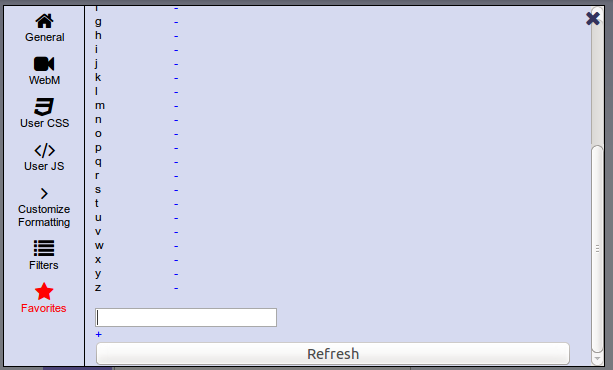 General
WebM
User CSS
User JS
Customize
Formatting
Filters
Favorites
g -
h -
i -
j -
k -
l -
m -
n -
o -
p -
q -
r -
s -
t -
u -
v -
w -
x -
y -
z -
+
Refresh